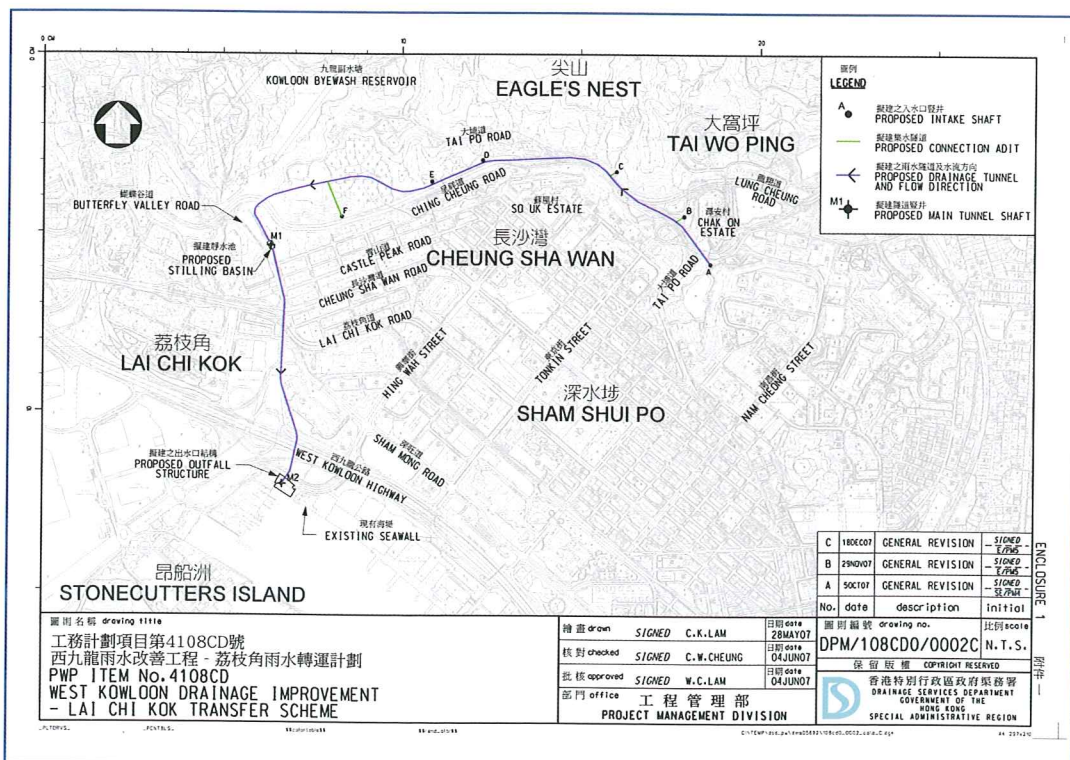 0 CM
10
20
九龍副水塘
KOWLOON BYEWASH RESERVOIR
尖山
EAGLE'S NEST
大埔道
TAI PO ROAD
大窩坪
TAI WO PING
圖例
LEGEND
A
擬建之入水口豎井
PROPOSED INTAKE SHAFT
擬建集水隧道
PROPOSED CONNECTION ADIT
擬建之雨水隧道及水流方向
PROPOSED DRAINAGE TUNNEL
AND FLOW DIRECTION
M1
擬建隧道豎井
PROPOSED MAIN TUNNEL SHAFT
D
E
C
呈祥道
CHING CHEUNG ROAD
龍翔道
LUNG CHEUNG
ROAD
蝴蝶谷道
BUTTERFLY VALLEY ROAD
F
蘇屋村
SO UK ESTATE
B
澤安村
CHAK ON
ESTATE
M1
擬建靜水池
PROPOSED
STILLING BASIN
青山道
CASTLE PEAK ROAD
長沙灣
CHEUNG SHA WAN
長沙灣道
CHEUNG SHA WAN ROAD
大埔道
TAI PO ROAD
A
荔枝角道
LAI CHI KOK ROAD
荔枝角
LAI CHI KOK
興華街
HING WAH STREET
東京街
TONKIN STREET
南昌街
NAM CHEONG STREET
深水埗
SHAM SHUI PO
深旺道
SHAM MONG ROAD
擬建之出水口結構
PROPOSED OUTFALL
STRUCTURE
M2
西九龍公路
WEST KOWLOON HIGHWAY
現有海堤
EXISTING SEAWALL
昂船洲
STONECUTTERS ISLAND
C 18DEC07 GENERAL REVISION SIGNED E/PM5
B 29NOV07 GENERAL REVISION SIGNED E/PM5
A 5OCT07 GENERAL REVISION SIGNED
No. date description initial
ENCLOSURE 1
附件一
圖則名稱 drawing title
工務計劃項目第4108CD號
西九龍雨水改善工程 - 荔枝角雨水轉運計劃
PWP ITEM No.4108CD
WEST KOWLOON DRAINAGE IMPROVEMENT
- LAI CHI KOK TRANSFER SCHEME
繪畫 drawn SIGNED C.K.LAM 日期 date 28MAY07
核對 checked SIGNED C.W.CHEUNG 日期 date 04JUN07
批核 approved SIGNED W.C.LAM 日期 date 04JUN07
部門 office 工程管理部
PROJECT MANAGEMENT DIVISION
圖則編號 drawing no. 比例 scale
DPM/108CD0/0002C N.T.S.
保留版權 COPYRIGHT RESERVED
香港特別行政區政府渠務署
DRAINAGE SERVICES DEPARTMENT
GOVERNMENT OF THE
HONG KONG
SPECIAL ADMINISTRATIVE REGION
A4 297x210